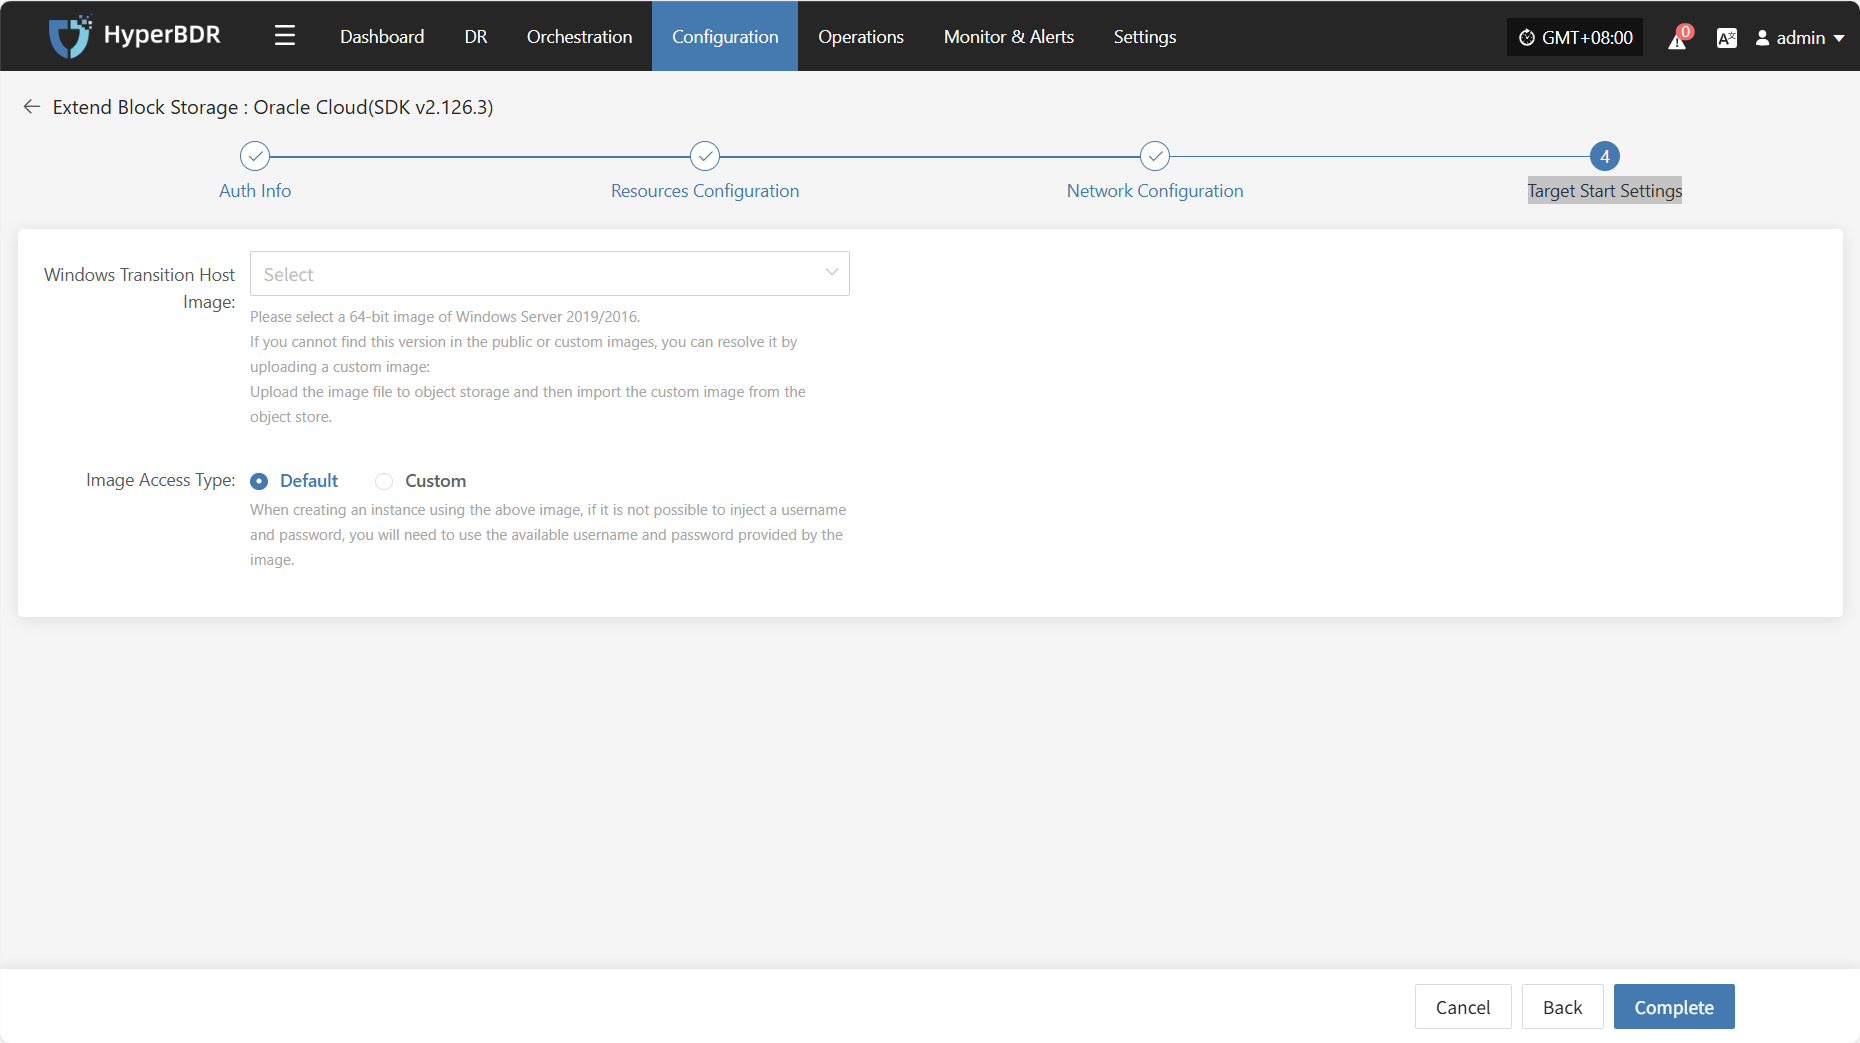 HyperBDR
Dashboard
DR
Orchestration
Configuration
Operations
Monitor & Alerts
Settings
GMT+08:00
0
A文
admin
Extend Block Storage : Oracle Cloud(SDK v2.126.3)
4
Auth Info
Resources Configuration
Network Configuration
Target Start Settings
Windows Transition Host
Image:
Select
Please select a 64-bit image of Windows Server 2019/2016.
If you cannot find this version in the public or custom images, you can resolve it by
uploading a custom image:
Upload the image file to object storage and then import the custom image from the
object store.
Image Access Type:
Default
Custom
When creating an instance using the above image, if it is not possible to inject a username
and password, you will need to use the available username and password provided by the
image.
Cancel
Back
Complete